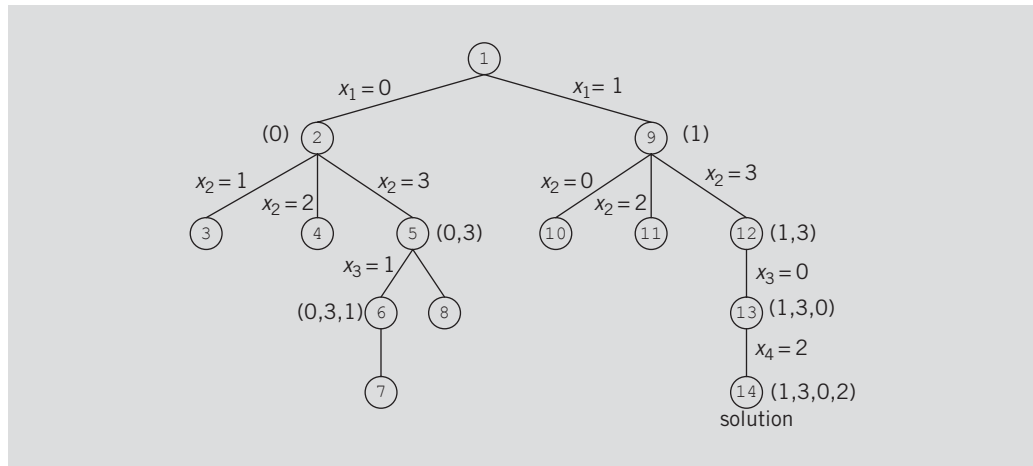 1
x1 = 0
x1 = 1
(0)
2
9
(1)
x2 = 1
x2 = 2
x2 = 3
x2 = 0
x2 = 2
x2 = 3
3
4
5
(0,3)
10
11
12
(1,3)
x3 = 1
x3 = 0
(0,3,1)
6
8
13
(1,3,0)
x4 = 2
7
14
(1,3,0,2)
solution